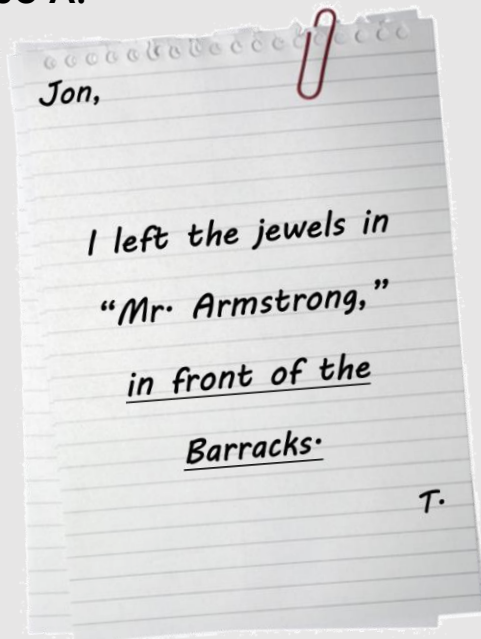 Jon,
I left the jewels in
“Mr. Armstrong,”
in front of the
Barracks.
T.